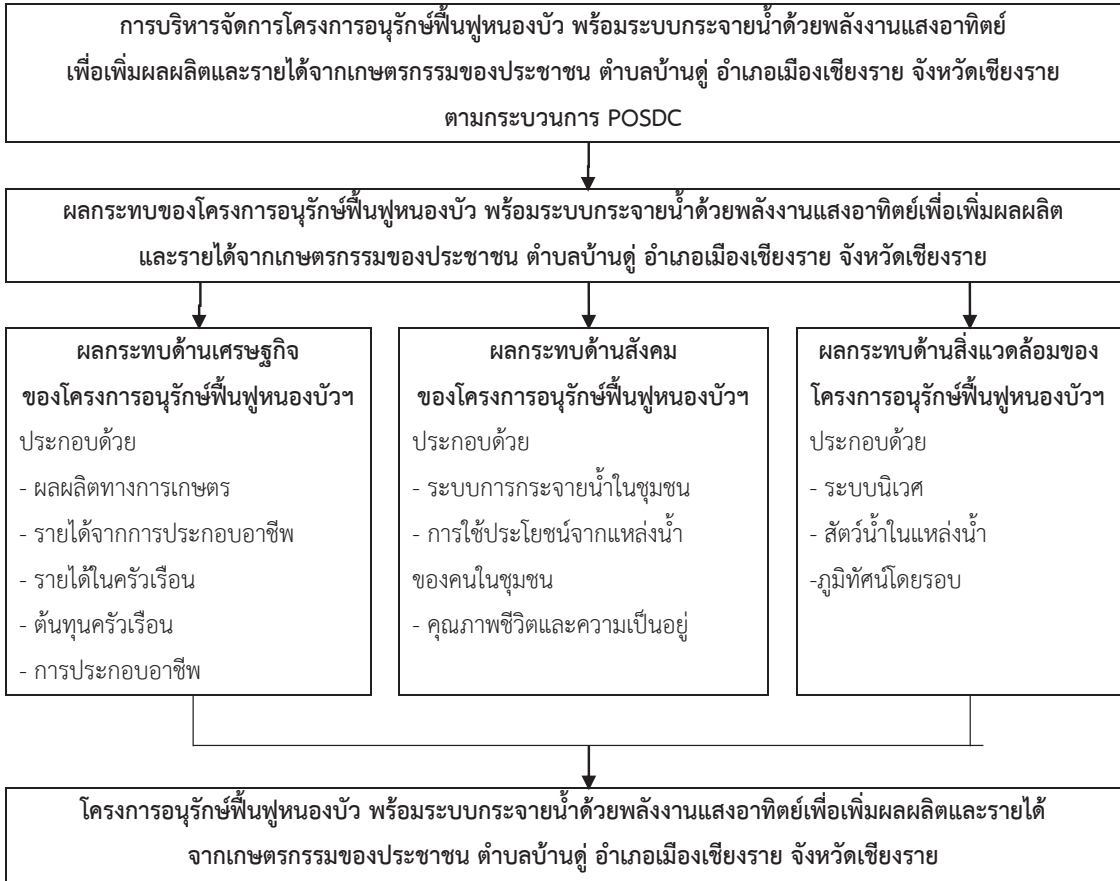 การบริหารจัดการโครงการอนุรักษ์ฟื้นฟูหนองบัว พร้อมระบบกระจายน้ำด้วยพลังงานแสงอาทิตย์
เพื่อเพิ่มผลผลิตและรายได้จากเกษตรกรรมของประชาชน ตำบลบ้านดู่ อำเภอเมืองเชียงราย จังหวัดเชียงราย
ตามกระบวนการ POSDC
ผลกระทบของโครงการอนุรักษ์ฟื้นฟูหนองบัว พร้อมระบบกระจายน้ำด้วยพลังงานแสงอาทิตย์เพื่อเพิ่มผลผลิต
และรายได้จากเกษตรกรรมของประชาชน ตำบลบ้านดู่ อำเภอเมืองเชียงราย จังหวัดเชียงราย
ผลกระทบด้านเศรษฐกิจ
ของโครงการอนุรักษ์ฟื้นฟูหนองบัวฯ
ประกอบด้วย
- ผลผลิตทางการเกษตร
- รายได้จากการประกอบอาชีพ
- รายได้ในครัวเรือน
- ต้นทุนครัวเรือน
- การประกอบอาชีพ
ผลกระทบด้านสังคม
ของโครงการอนุรักษ์ฟื้นฟูหนองบัวฯ
ประกอบด้วย
- ระบบการกระจายน้ำในชุมชน
- การใช้ประโยชน์จากแหล่งน้ำ
ของคนในชุมชน
- คุณภาพชีวิตและความเป็นอยู่
ผลกระทบด้านสิ่งแวดล้อมของ
โครงการอนุรักษ์ฟื้นฟูหนองบัวฯ
ประกอบด้วย
- ระบบนิเวศ
- สัตว์น้ำในแหล่งน้ำ
-ภูมิทัศน์โดยรอบ
โครงการอนุรักษ์ฟื้นฟูหนองบัว พร้อมระบบกระจายน้ำด้วยพลังงานแสงอาทิตย์เพื่อเพิ่มผลผลิตและรายได้
จากเกษตรกรรมของประชาชน ตำบลบ้านดู่ อำเภอเมืองเชียงราย จังหวัดเชียงราย